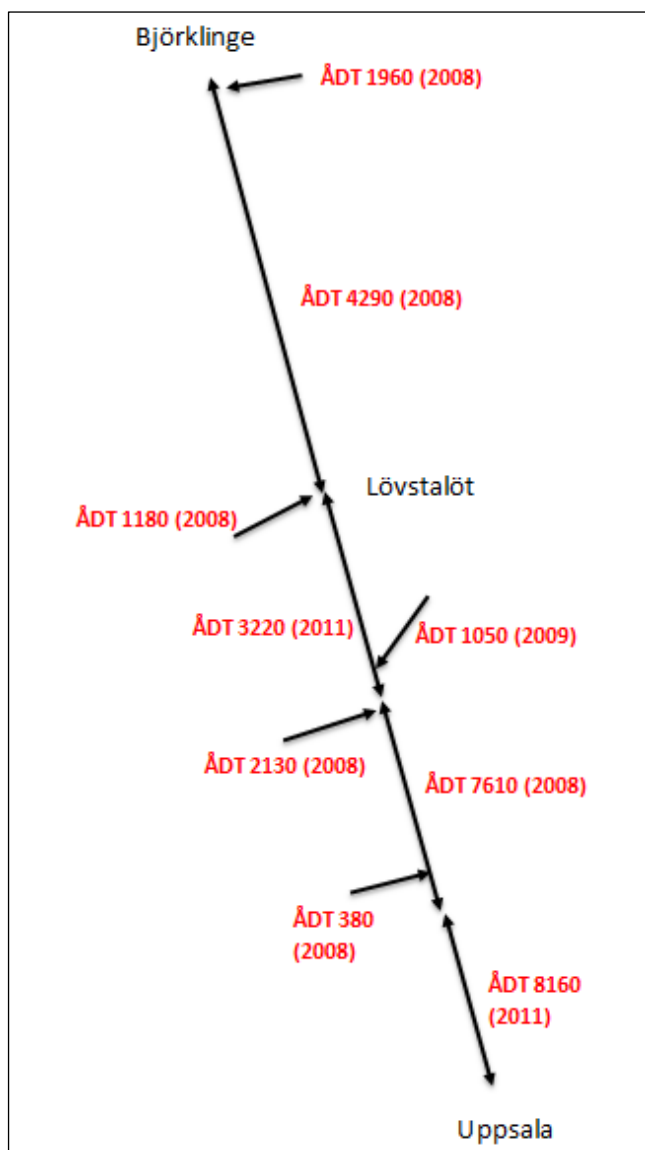 Björklinge
ÅDT 1960 (2008)
ÅDT 4290 (2008)
Lövstalöt
ÅDT 1180 (2008)
ÅDT 3220 (2011)
ÅDT 1050 (2009)
ÅDT 2130 (2008)
ÅDT 7610 (2008)
ÅDT 380
(2008)
ÅDT 8160
(2011)
Uppsala